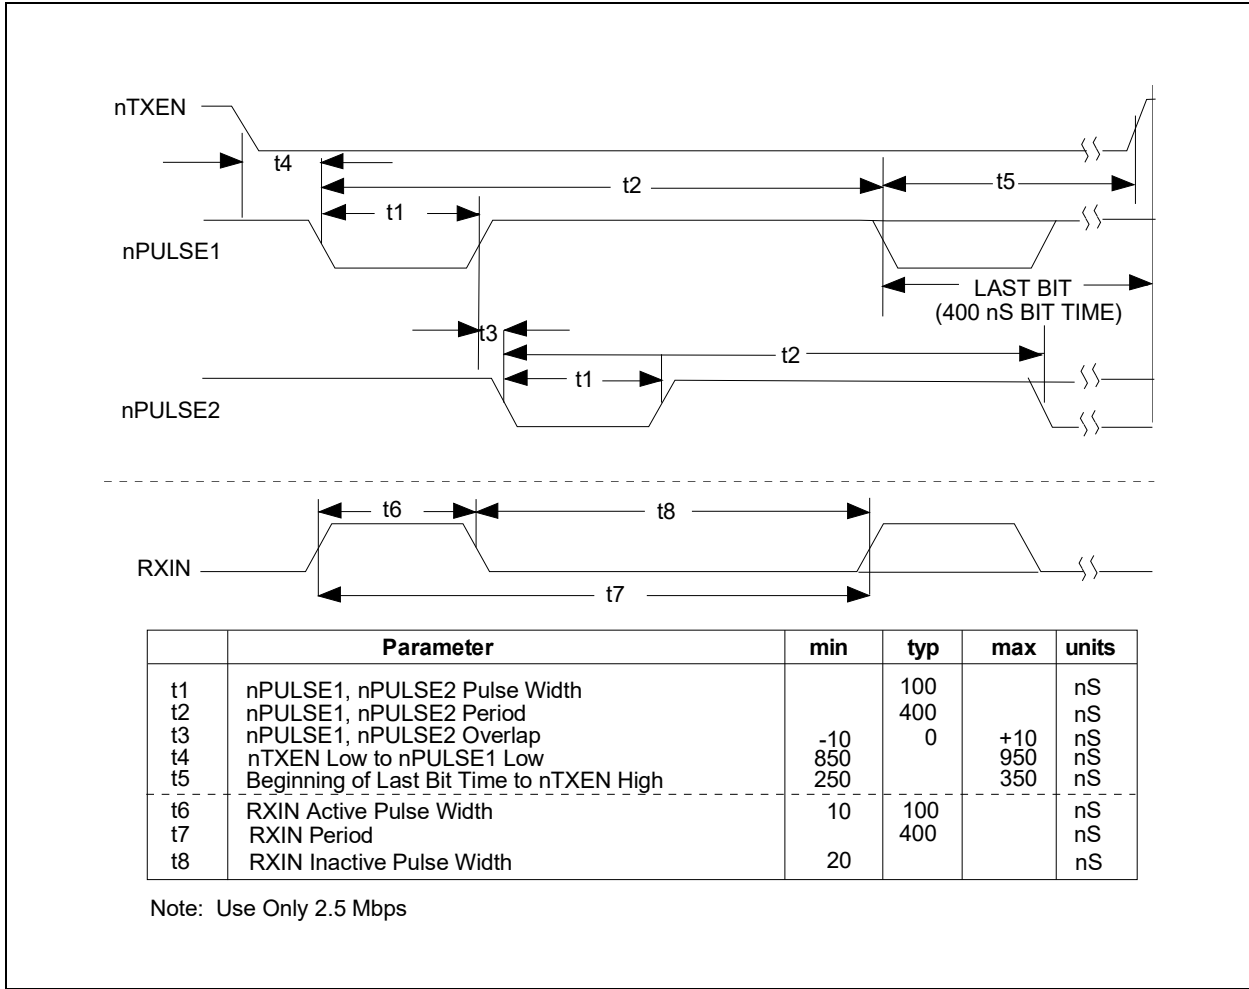 nTXEN
t4
t2
t5
t1
nPULSE1
LAST BIT
(400 nS BIT TIME)
t3
t2
t1
nPULSE2
t6
t8
RXIN
t7
Parameter min typ max units
t1 nPULSE1, nPULSE2 Pulse Width 100 nS
t2 nPULSE1, nPULSE2 Period 400 nS
t3 nPULSE1, nPULSE2 Overlap -10 0 +10 nS
t4 nTXEN Low to nPULSE1 Low 850 950 nS
t5 Beginning of Last Bit Time to nTXEN High 250 350 nS
t6 RXIN Active Pulse Width 10 100 nS
t7 RXIN Period 400 nS
t8 RXIN Inactive Pulse Width 20 nS
Note: Use Only 2.5 Mbps